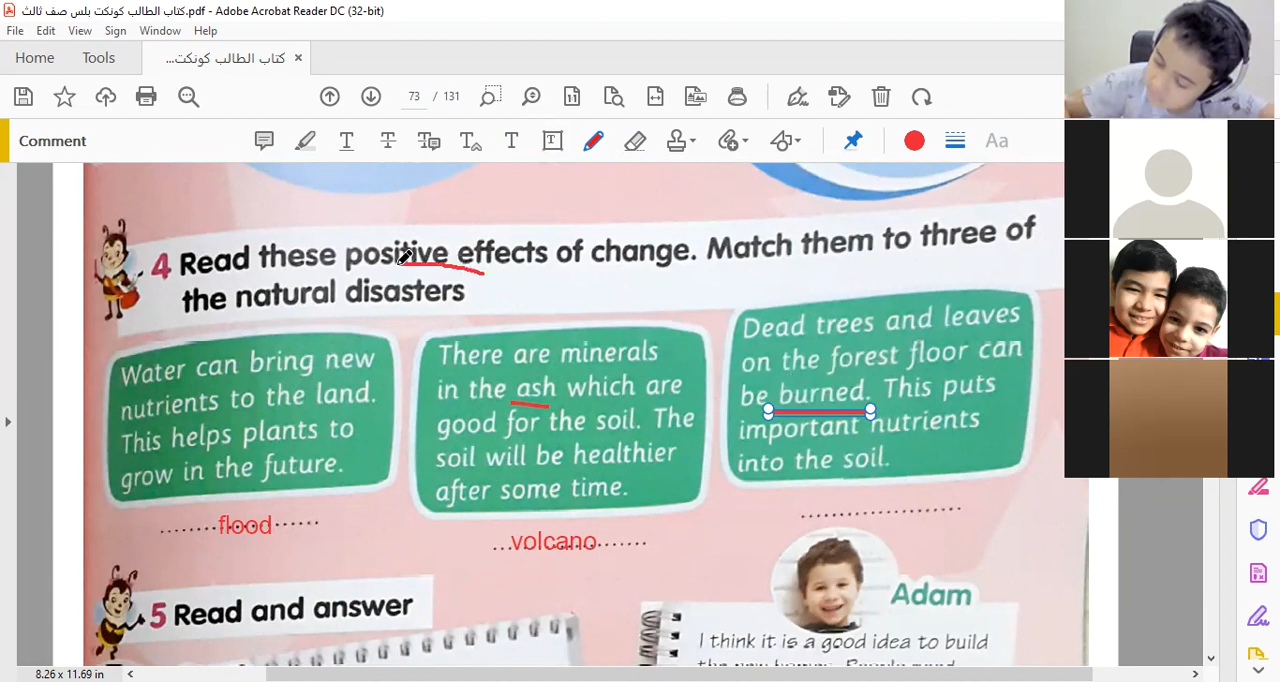 كتاب الطالب كونكت بلس صف ثالث.pdf - Adobe Acrobat Reader DC (32-bit)
File Edit View Sign Window Help
Home Tools كتاب الطالب كونكت... ×
73 / 131
Comment
Aa
4 Read these positive effects of change. Match them to three of
the natural disasters
Water can bring new
nutrients to the land.
This helps plants to
grow in the future.
flood
There are minerals
in the ash which are
good for the soil. The
soil will be healthier
after some time.
volcano
Dead trees and leaves
on the forest floor can
be burned. This puts
important nutrients
into the soil.
5 Read and answer
Adam
I think it is a good idea to build
8.26 x 11.69 in